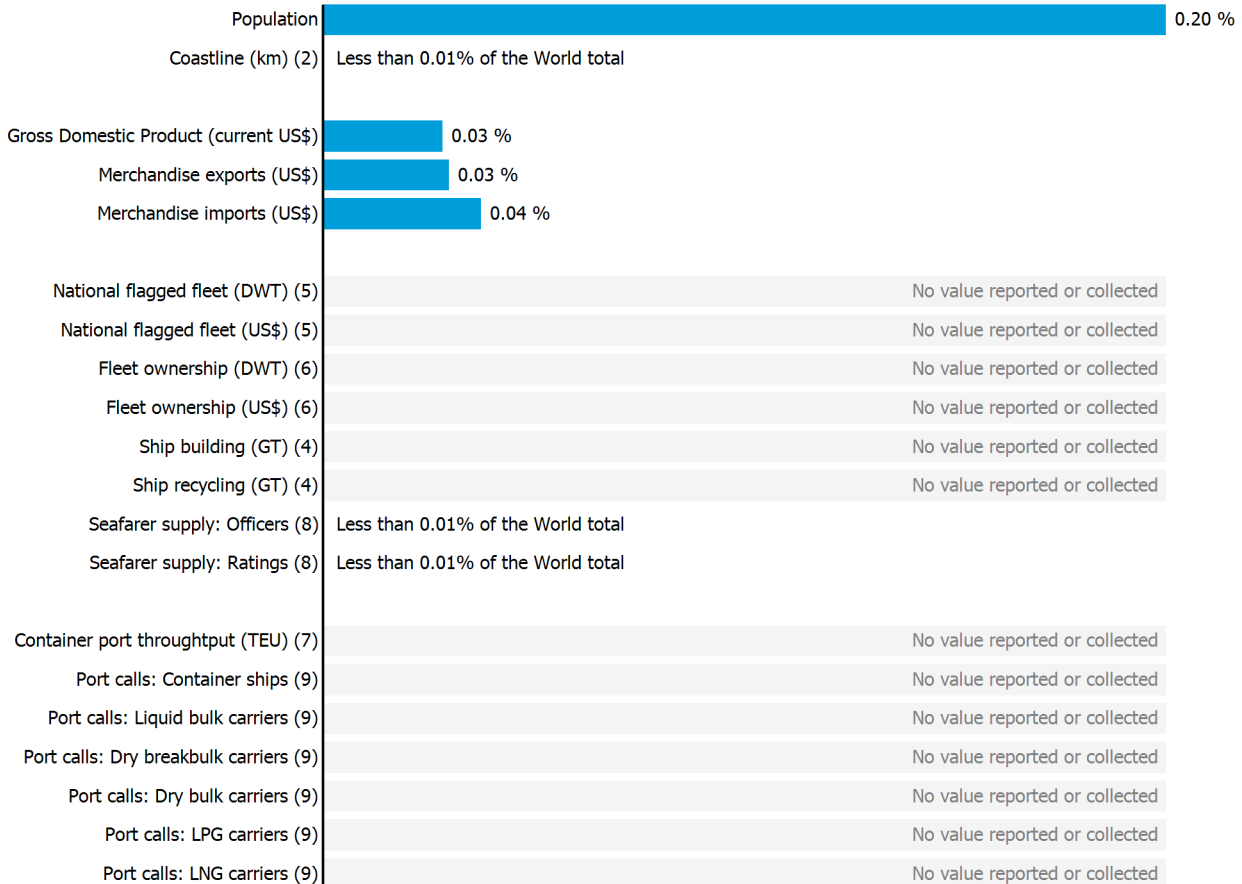 Population 0.20 %
Coastline (km) (2) Less than 0.01% of the World total
Gross Domestic Product (current US$) 0.03 %
Merchandise exports (US$) 0.03 %
Merchandise imports (US$) 0.04 %
National flagged fleet (DWT) (5) No value reported or collected
National flagged fleet (US$) (5) No value reported or collected
Fleet ownership (DWT) (6) No value reported or collected
Fleet ownership (US$) (6) No value reported or collected
Ship building (GT) (4) No value reported or collected
Ship recycling (GT) (4) No value reported or collected
Seafarer supply: Officers (8) Less than 0.01% of the World total
Seafarer supply: Ratings (8) Less than 0.01% of the World total
Container port throughtput (TEU) (7) No value reported or collected
Port calls: Container ships (9) No value reported or collected
Port calls: Liquid bulk carriers (9) No value reported or collected
Port calls: Dry breakbulk carriers (9) No value reported or collected
Port calls: Dry bulk carriers (9) No value reported or collected
Port calls: LPG carriers (9) No value reported or collected
Port calls: LNG carriers (9) No value reported or collected